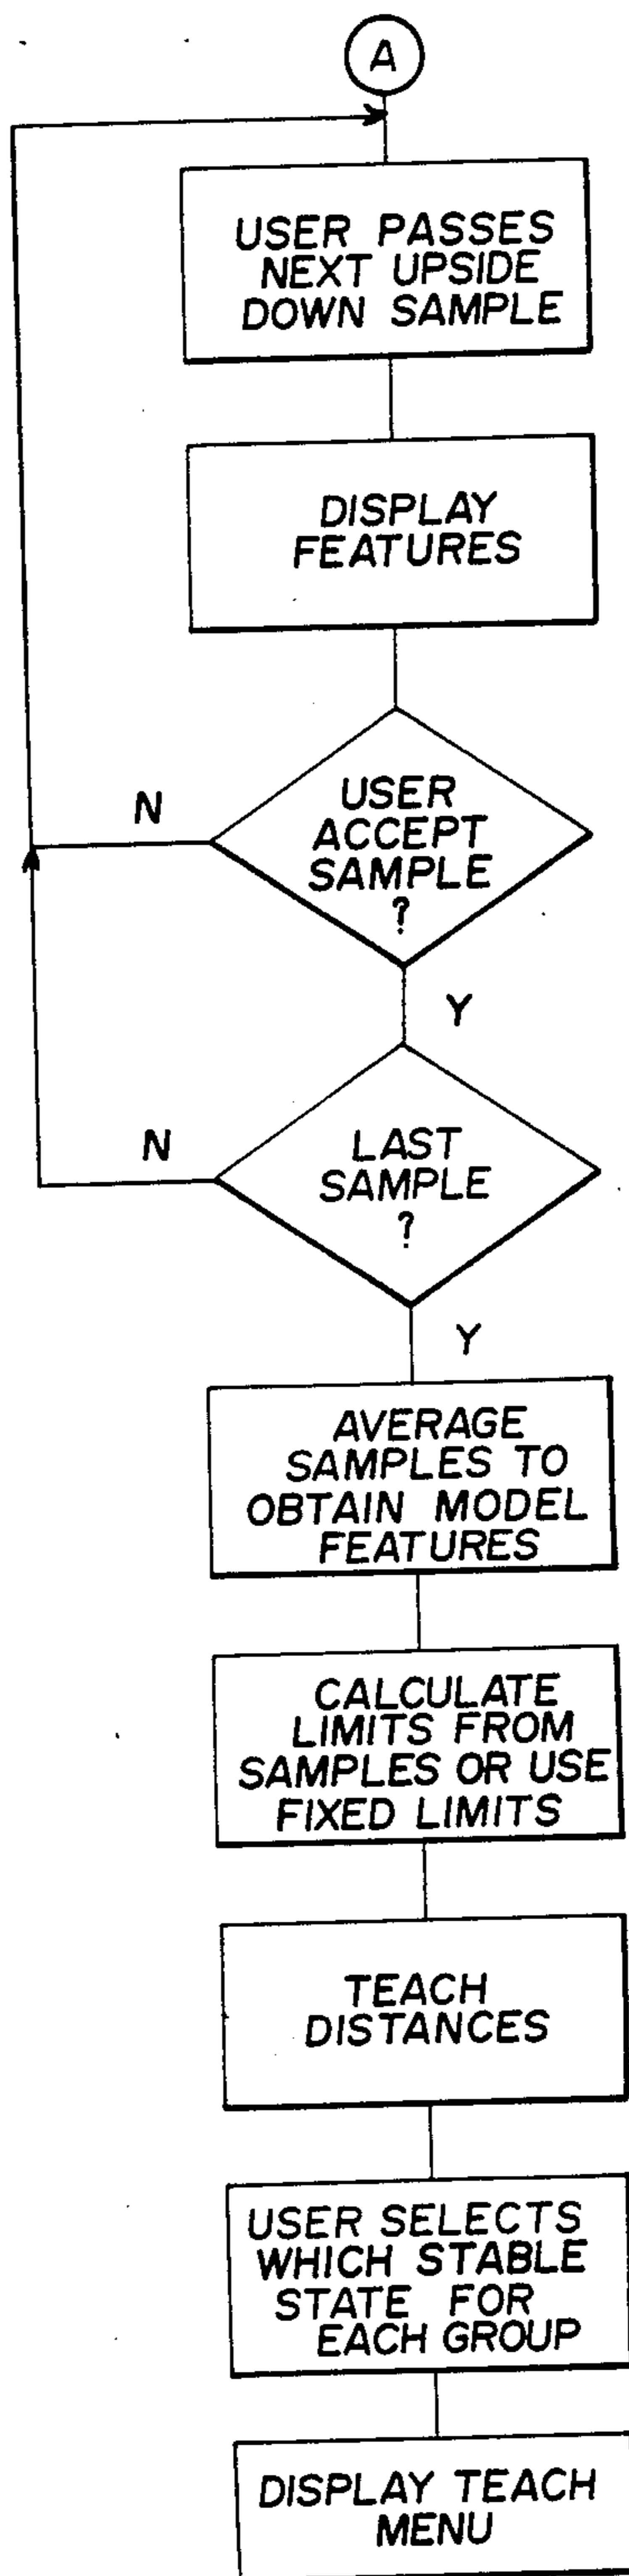 A
USER PASSES
NEXT UPSIDE
DOWN SAMPLE
DISPLAY
FEATURES
USER
ACCEPT
SAMPLE
?
N
Y
LAST
SAMPLE
?
N
Y
AVERAGE
SAMPLES TO
OBTAIN MODEL
FEATURES
CALCULATE
LIMITS FROM
SAMPLES OR USE
FIXED LIMITS
TEACH
DISTANCES
USER SELECTS
WHICH STABLE
STATE FOR
EACH GROUP
DISPLAY TEACH
MENU